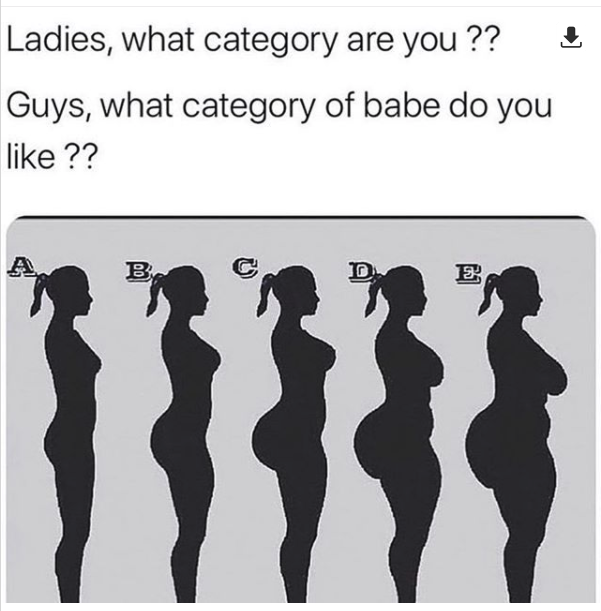 Ladies, what category are you ??
Guys, what category of babe do you
like ??
A B C D E